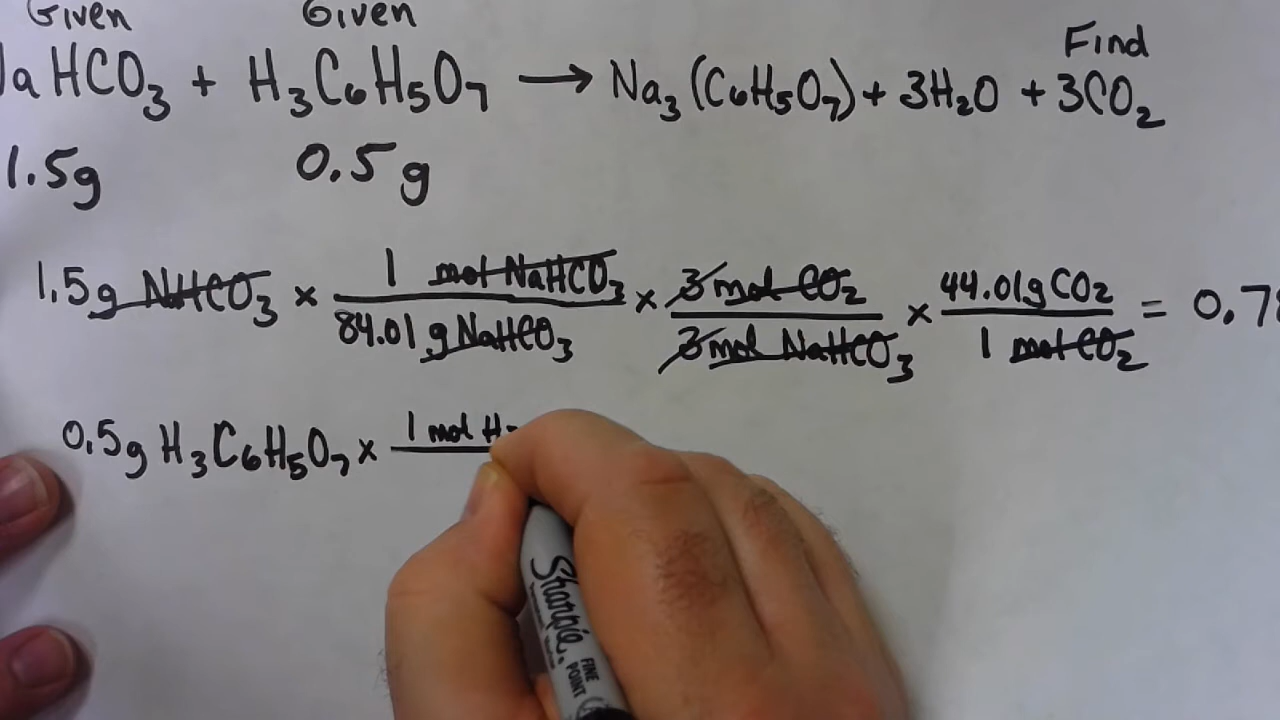 Given Given Find
aHCO₃ + H₃C₆H₅O₇ → Na₃(C₆H₅O₇) + 3H₂O + 3CO₂
1.5g 0.5g
1.5g NHCO₃ × 1 mol NaHCO₃ / 84.01 g NaHCO₃ × 3 mol CO₂ / 3 mol NaHCO₃ × 44.01g CO₂ / 1 mol CO₂ = 0.7
0.5g H₃C₆H₅O₇ × 1 mol H
Sharpie.
FINE
POINT